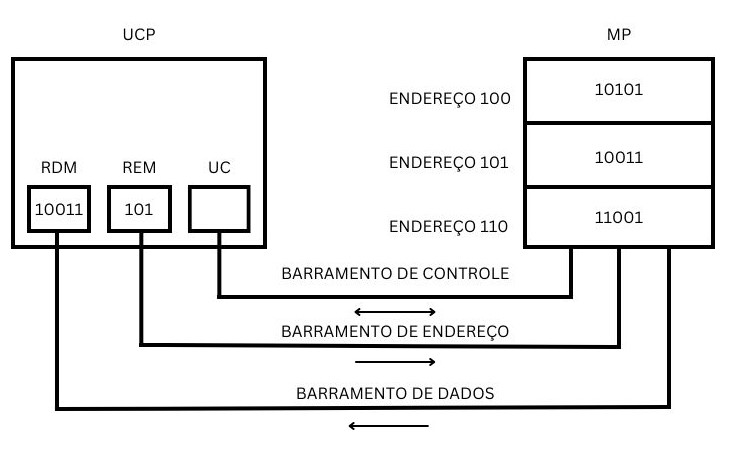 UCP
MP
ENDEREÇO 100
10101
ENDEREÇO 101
10011
RDM
REM
UC
10011
101
ENDEREÇO 110
11001
BARRAMENTO DE CONTROLE
BARRAMENTO DE ENDEREÇO
BARRAMENTO DE DADOS